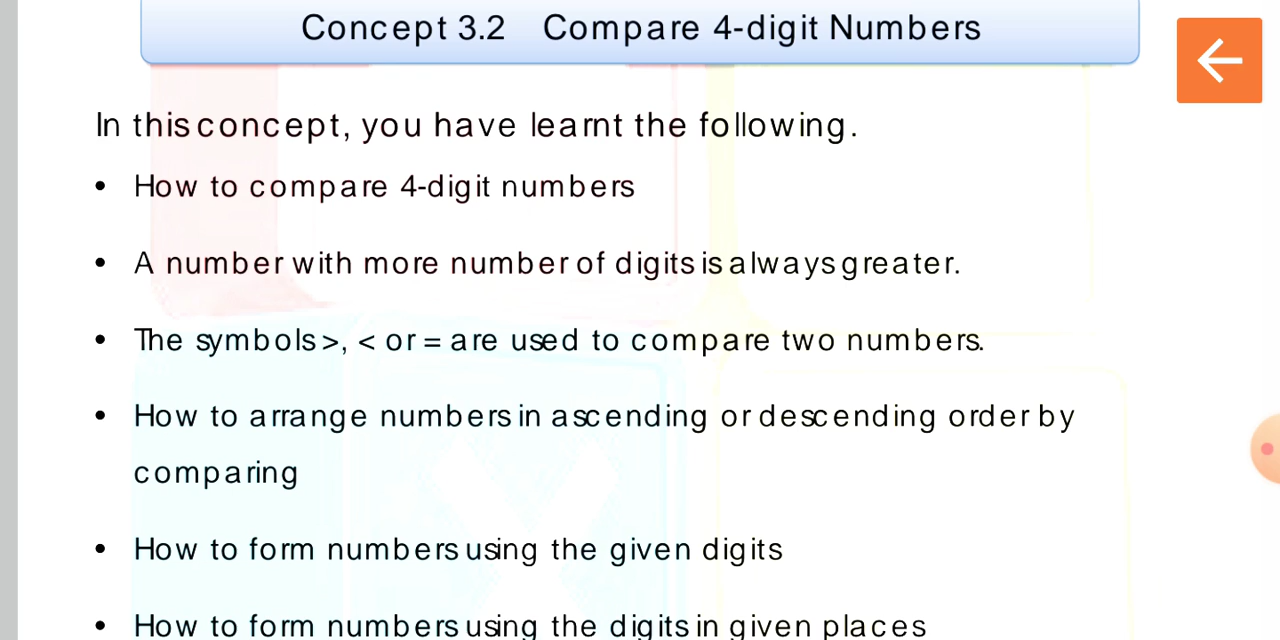 Concept 3.2 Compare 4-digit Numbers
In this concept, you have learnt the following.
• How to compare 4-digit numbers
• A number with more number of digits is always greater.
• The symbols >, < or = are used to compare two numbers.
• How to arrange numbers in ascending or descending order by
comparing
• How to form numbers using the given digits
• How to form numbers using the digits in given places